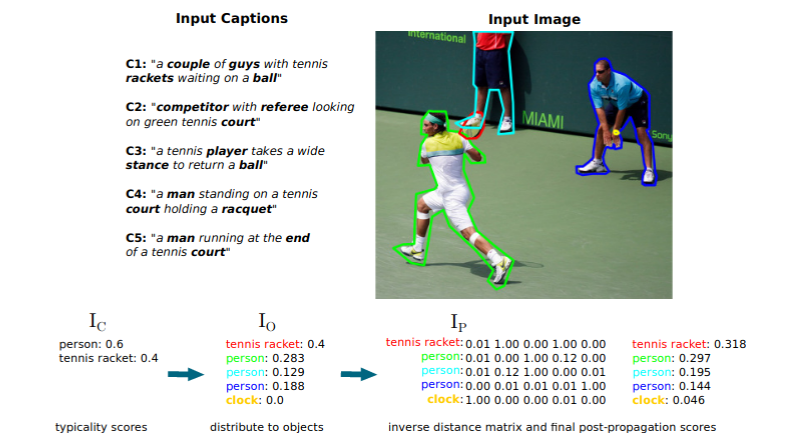 Input Captions
Input Image
C1: "a couple of guys with tennis
rackets waiting on a ball"
C2: "competitor with referee looking
on green tennis court"
C3: "a tennis player takes a wide
stance to return a ball"
C4: "a man standing on a tennis
court holding a racquet"
C5: "a man running at the end
of a tennis court"
International
MIAMI
Sony
I_C
person: 0.6
tennis racket: 0.4
typicality scores
I_O
tennis racket: 0.4
person: 0.283
person: 0.129
person: 0.188
clock: 0.0
distribute to objects
I_P
tennis racket: 0.01 1.00 0.00 1.00 0.00
person: 0.01 0.00 1.00 0.12 0.00
person: 0.01 0.12 1.00 0.00 0.01
person: 0.00 0.01 0.01 0.01 1.00
clock: 1.00 0.00 0.00 0.01 0.00
tennis racket: 0.318
person: 0.297
person: 0.195
person: 0.144
clock: 0.046
inverse distance matrix and final post-propagation scores